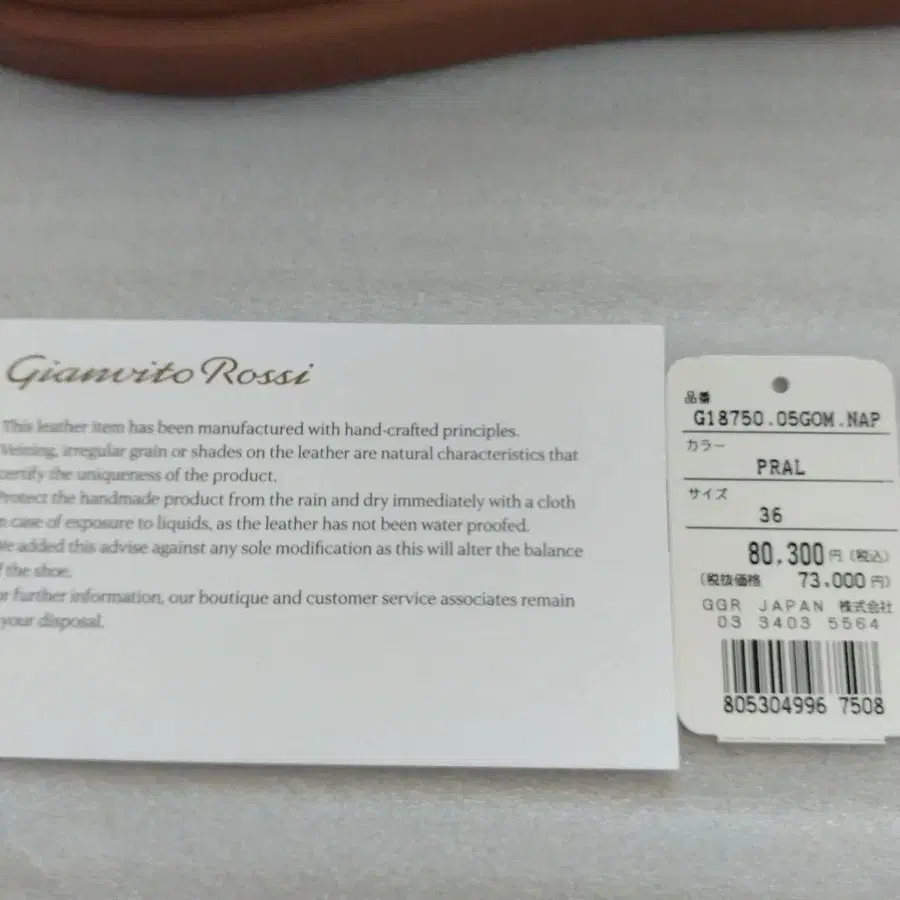 Gianvito Rossi
This leather item has been manufactured with hand-crafted principles.
Veining, irregular grain or shades on the leather are natural characteristics that
certify the uniqueness of the product.
Protect the handmade product from the rain and dry immediately with a cloth
n case of exposure to liquids, as the leather has not been water proofed.
We added this advise against any sole modification as this will alter the balance
f the shoe.
or further information, our boutique and customer service associates remain
your disposal.
品番
G18750.05GOM.NAP
カラー
PRAL
サイズ
36
80,300円(税込)
(税抜価格 73,000円)
GGR JAPAN 株式会社
03 3403 5564
805304996 7508